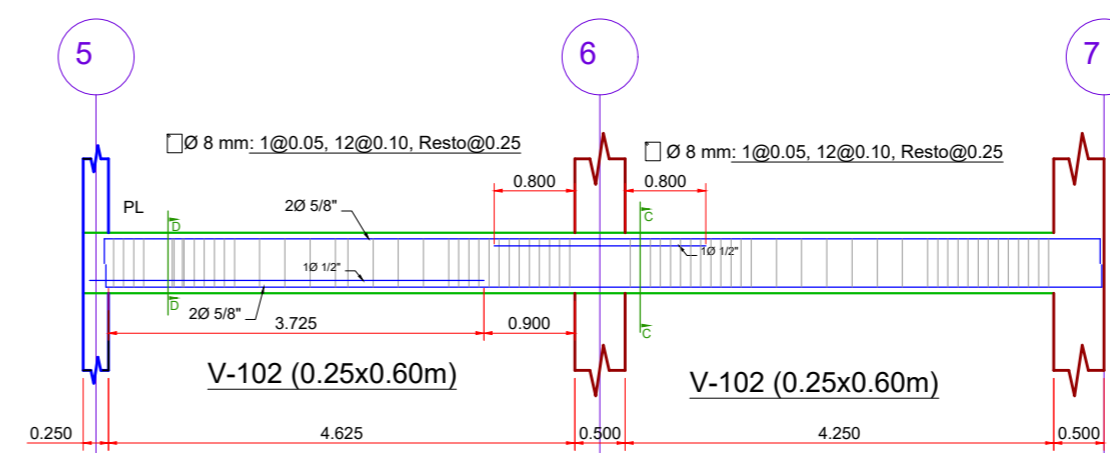 5
6
7
Ø 8 mm: 1@0.05, 12@0.10, Resto@0.25
Ø 8 mm: 1@0.05, 12@0.10, Resto@0.25
0.800
0.800
PL
2Ø 5/8"
D
C
1Ø 1/2"
1Ø 1/2"
D
2Ø 5/8"
3.725
0.900
C
V-102 (0.25x0.60m)
V-102 (0.25x0.60m)
0.250
4.625
0.500
4.250
0.500